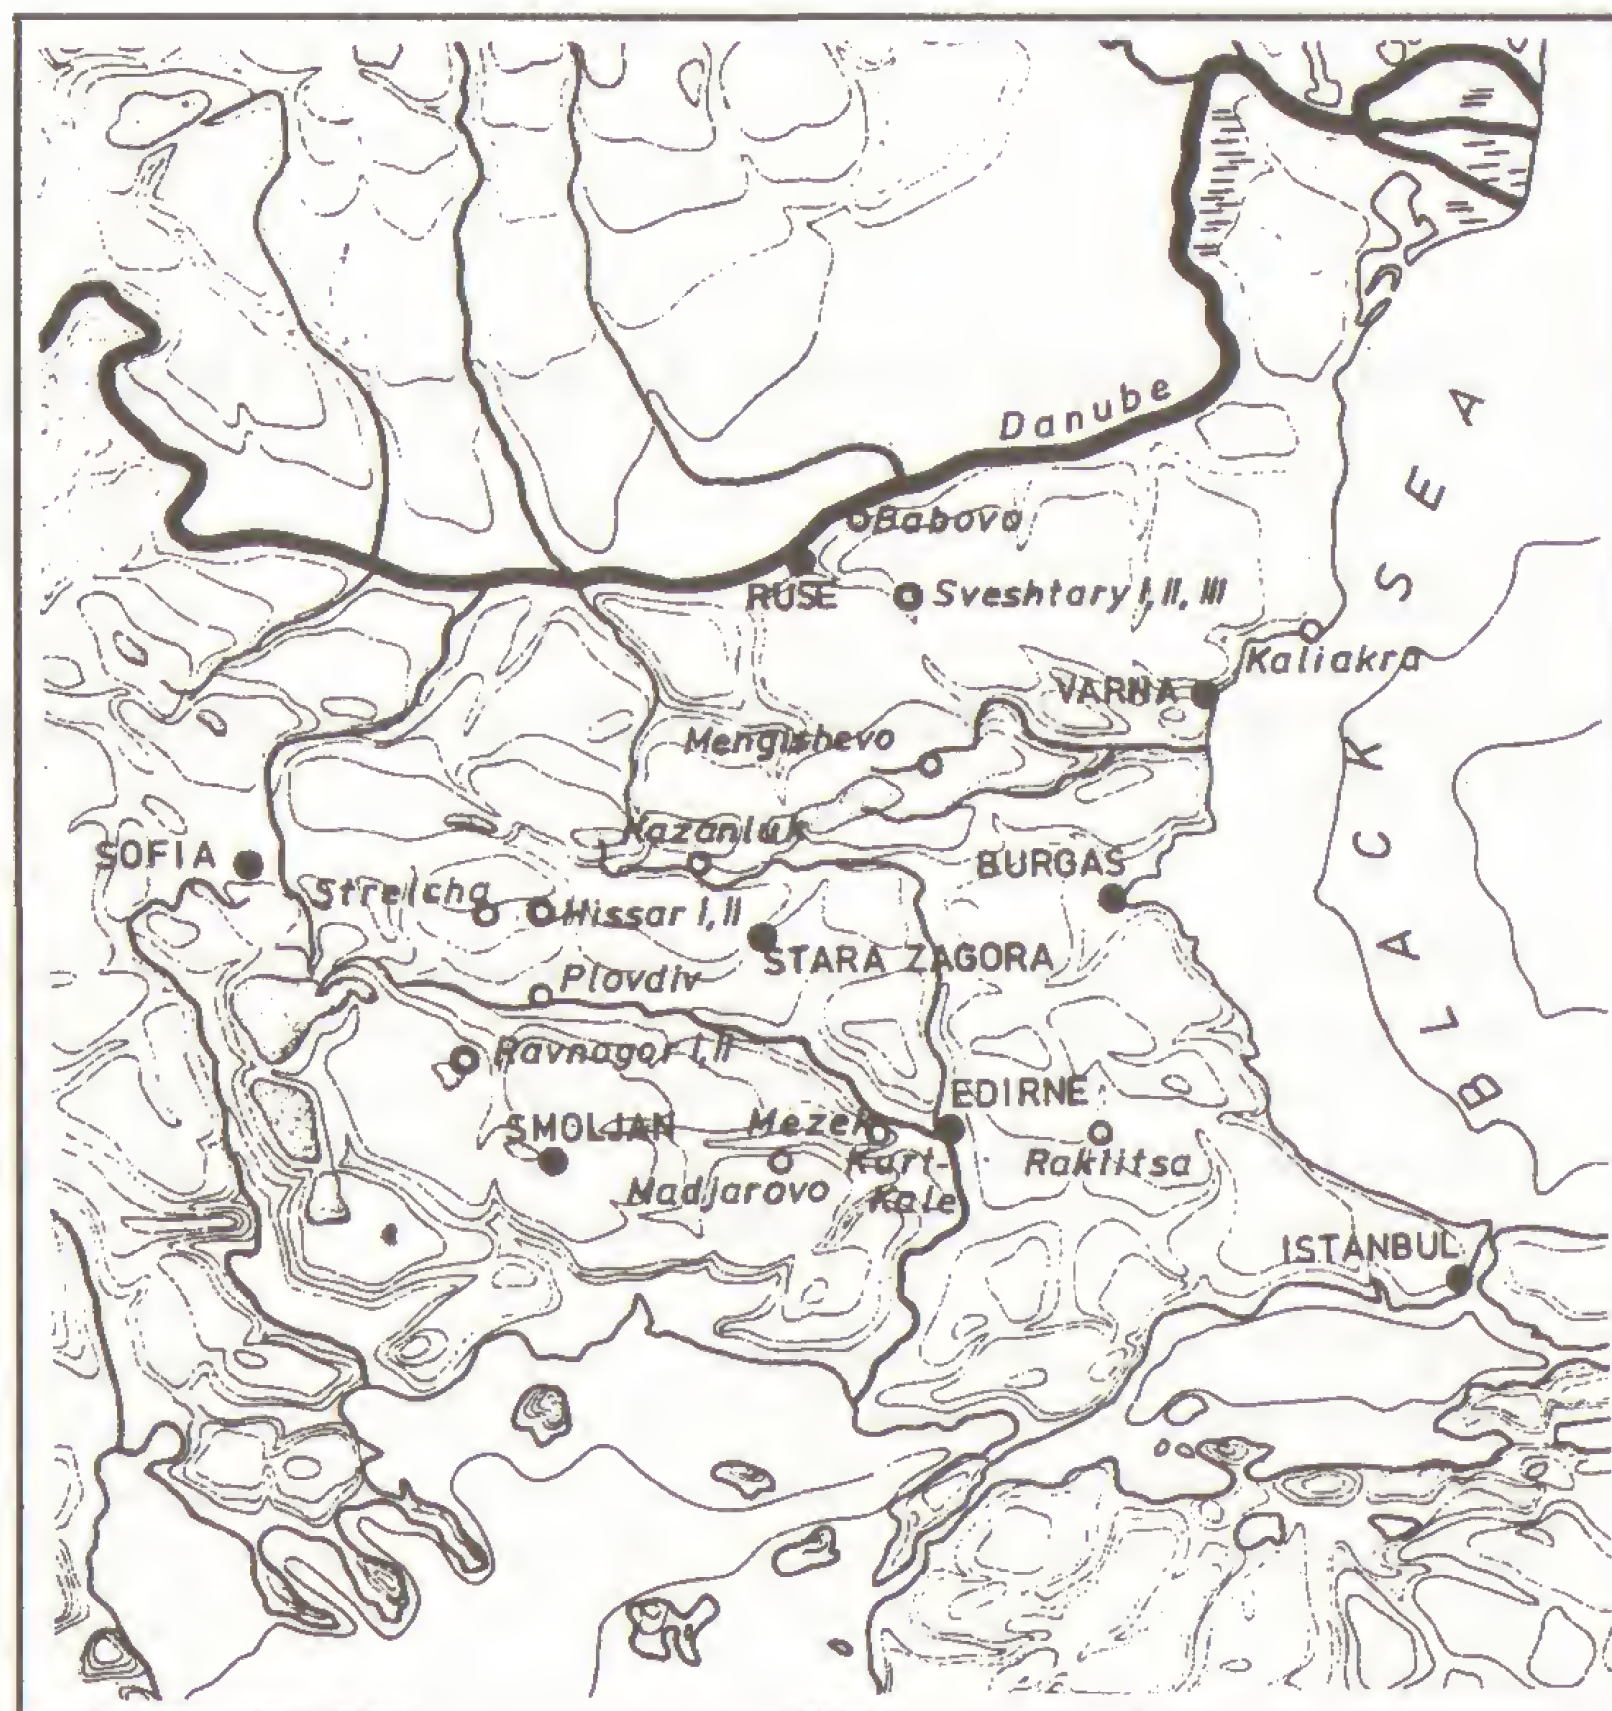 Danube
BLACK SEA
Babovo
RUSE
Sveshtary I, II, III
Kaliakra
VARNA
Mengishevo
Kazanluk
SOFIA
BURGAS
Strelcha
Hissar I, II
STARA ZAGORA
Plovdiv
Ravnogor I, II
EDIRNE
SMOLJAN
Mezek
Raklitsa
Kurt-
Kale
Madjarovo
ISTANBUL